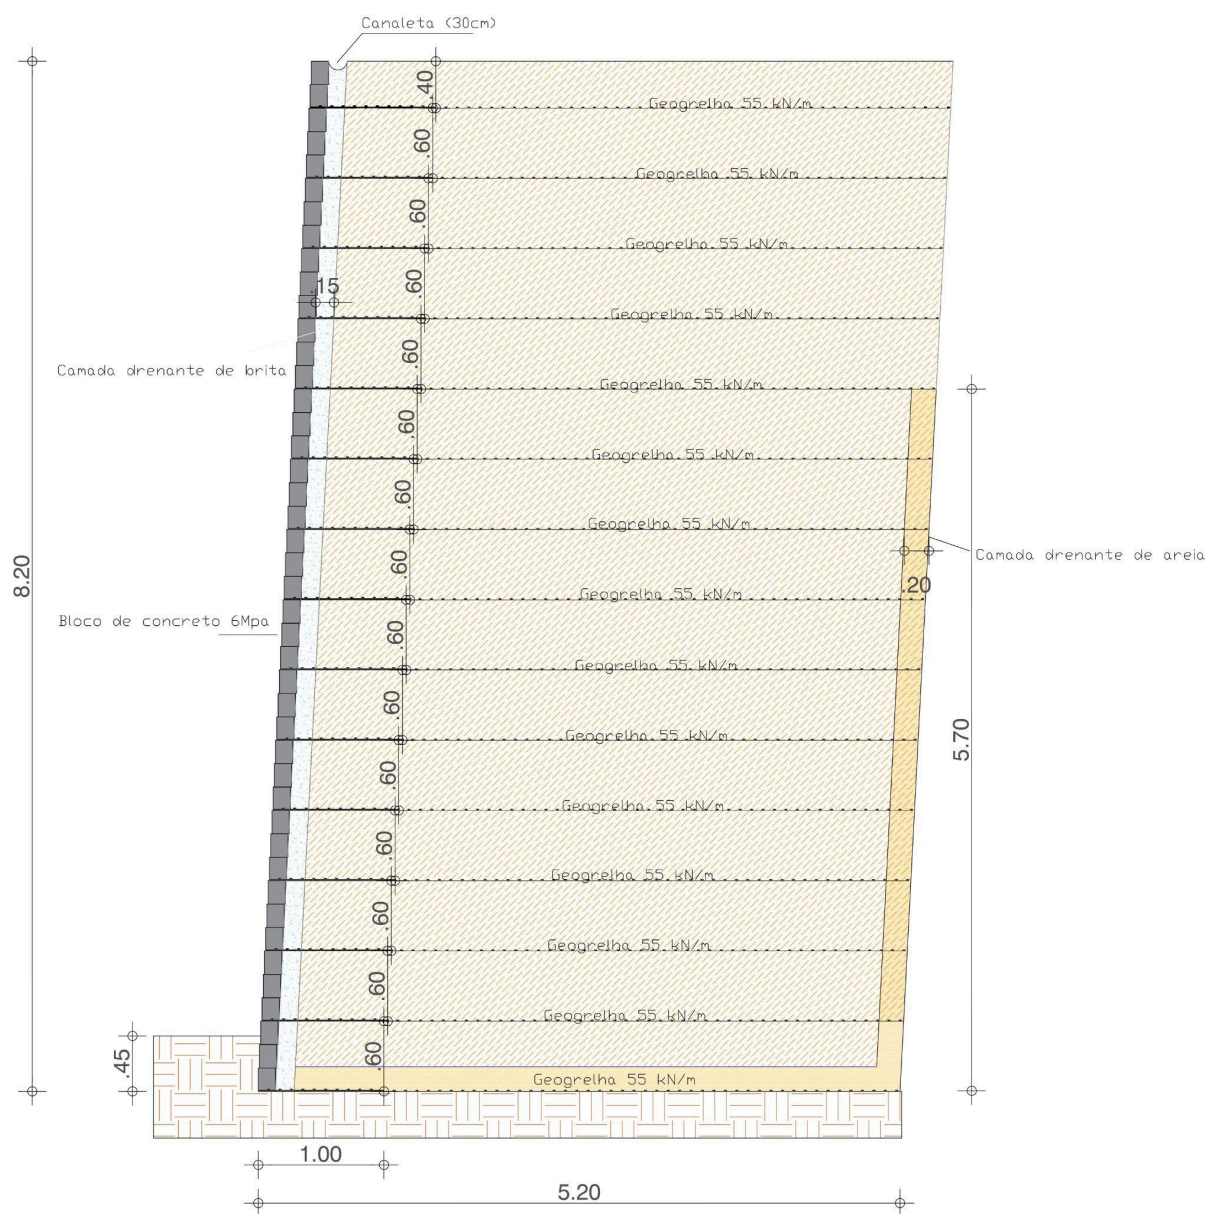 Canaleta (30cm)
.40
Geogrelha 55 kN/m
.60
Geogrelha 55 kN/m
.60
Geogrelha 55 kN/m
.60
.15
Geogrelha 55 kN/m
.60
Camada drenante de brita
Geogrelha 55 kN/m
.60
Geogrelha 55 kN/m
.60
Geogrelha 55 kN/m
Camada drenante de areia
.60
8.20
.20
Geogrelha 55 kN/m
Bloco de concreto 6Mpa
.60
Geogrelha 55 kN/m
.60
Geogrelha 55 kN/m
5.70
.60
Geogrelha 55 kN/m
.60
Geogrelha 55 kN/m
.60
Geogrelha 55 kN/m
.60
Geogrelha 55 kN/m
.60
.45
Geogrelha 55 kN/m
1.00
5.20